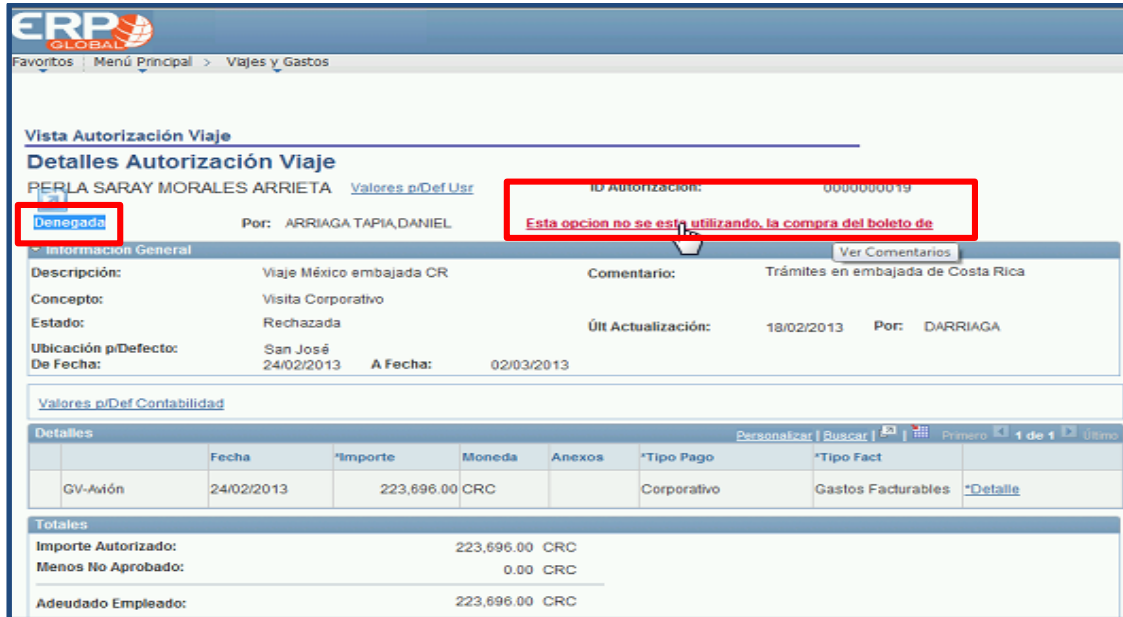 ERP
GLOBAL
Favoritos | Menú Principal > Viajes y Gastos
Vista Autorización Viaje
Detalles Autorización Viaje
PERLA SARAY MORALES ARRIETA Valores p/Def Usr ID Autorización: 0000000019
Denegada Por: ARRIAGA TAPIA,DANIEL Esta opcion no se esta utilizando, la compra del boleto de
Ver Comentarios
Información General
Descripción: Viaje México embajada CR Comentario: Trámites en embajada de Costa Rica
Concepto: Visita Corporativo
Estado: Rechazada Últ Actualización: 18/02/2013 Por: DARRIAGA
Ubicación p/Defecto: San José
De Fecha: 24/02/2013 A Fecha: 02/03/2013
Valores p/Def Contabilidad
Detalles Personalizar | Buscar | | Primero 1 de 1 Último
Fecha *Importe Moneda Anexos *Tipo Pago *Tipo Fact
GV-Avión 24/02/2013 223,696.00 CRC Corporativo Gastos Facturables *Detalle
Totales
Importe Autorizado: 223,696.00 CRC
Menos No Aprobado: 0.00 CRC
Adeudado Empleado: 223,696.00 CRC